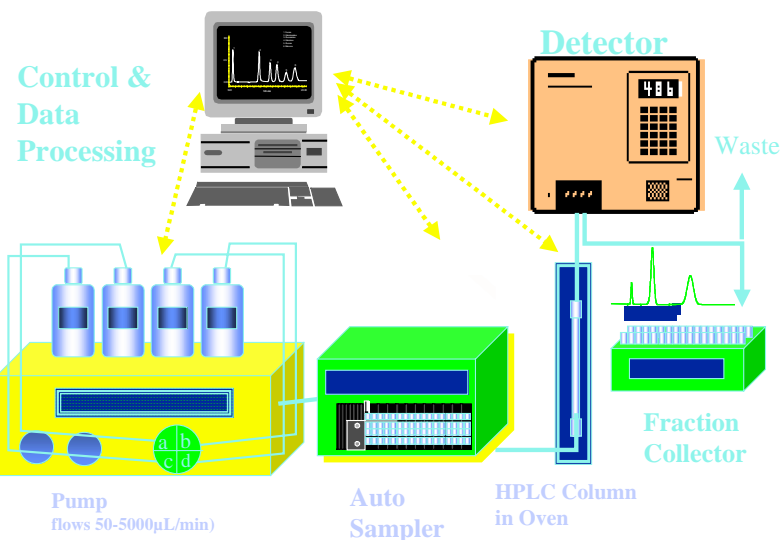 Control &
Data
Processing
Detector
486
Waste
a b
c d
Fraction
Collector
Pump
flows 50-5000µL/min)
Auto
Sampler
HPLC Column
in Oven